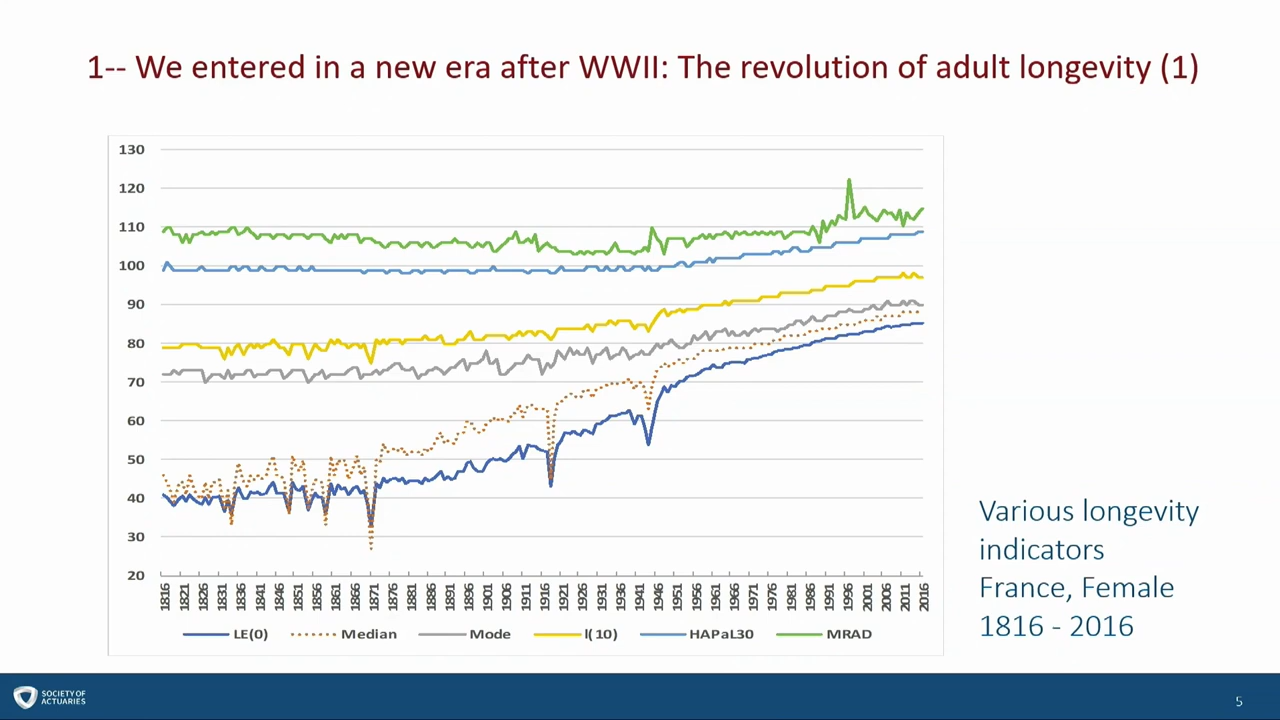 1-- We entered in a new era after WWII: The revolution of adult longevity (1)
130
120
110
100
90
80
70
60
50
40
30
20
1816 1821 1826 1831 1836 1841 1846 1851 1856 1861 1866 1871 1876 1881 1886 1891 1896 1901 1906 1911 1916 1921 1926 1931 1936 1941 1946 1951 1956 1961 1966 1971 1976 1981 1986 1991 1996 2001 2006 2011 2016
LE(0) Median Mode l(10) HAPaL30 MRAD
Various longevity
indicators
France, Female
1816 - 2016
SOCIETY OF
ACTUARIES
5